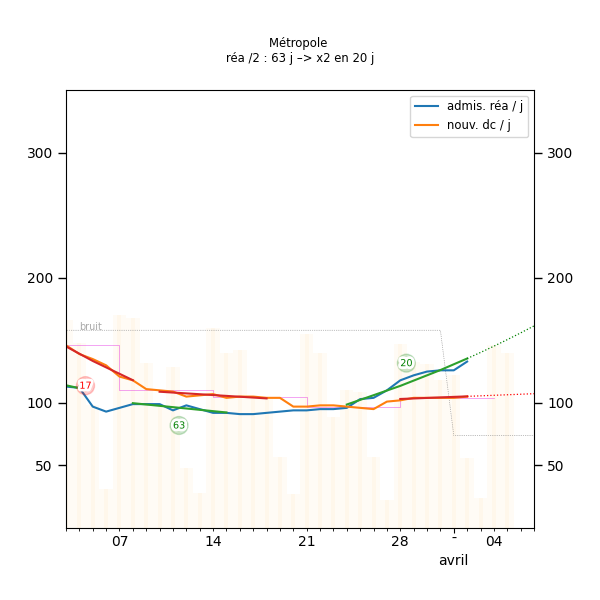 Métropole
réa /2 : 63 j –> x2 en 20 j
admis. réa / j
nouv. dc / j
300
300
200
200
bruit
20
17
100
100
63
50
50
07
14
21
28
-
04
avril